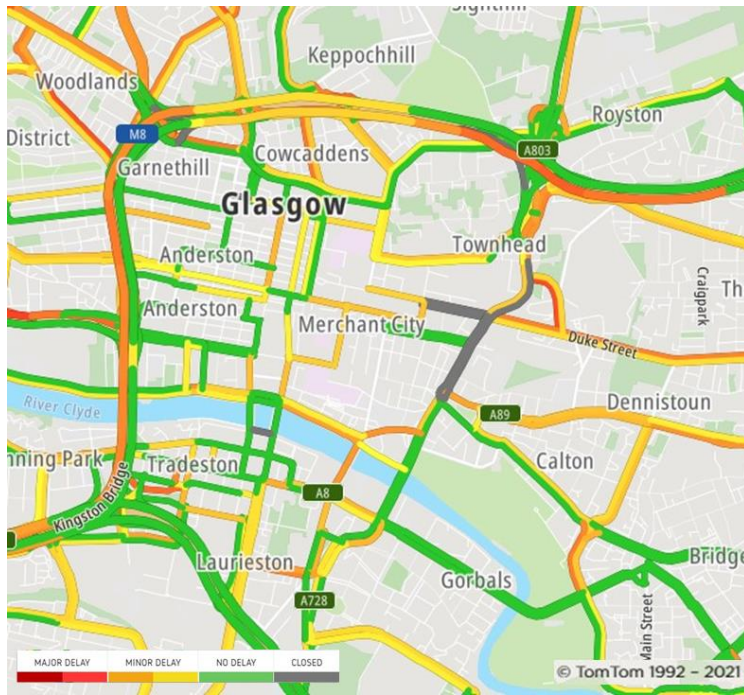 Keppochhill
Woodlands
Royston
District
M8
A803
Garnethill
Cowcaddens
Glasgow
Townhead
Anderston
Craigpark
Th
Anderston
Merchant City
Duke Street
River Clyde
Dennistoun
A89
nning Park
Tradeston
Calton
A8
Kingston Bridge
Laurieston
Bridge
Gorbals
A728
Main Street
MAJOR DELAY MINOR DELAY NO DELAY CLOSED
© TomTom 1992 - 2021